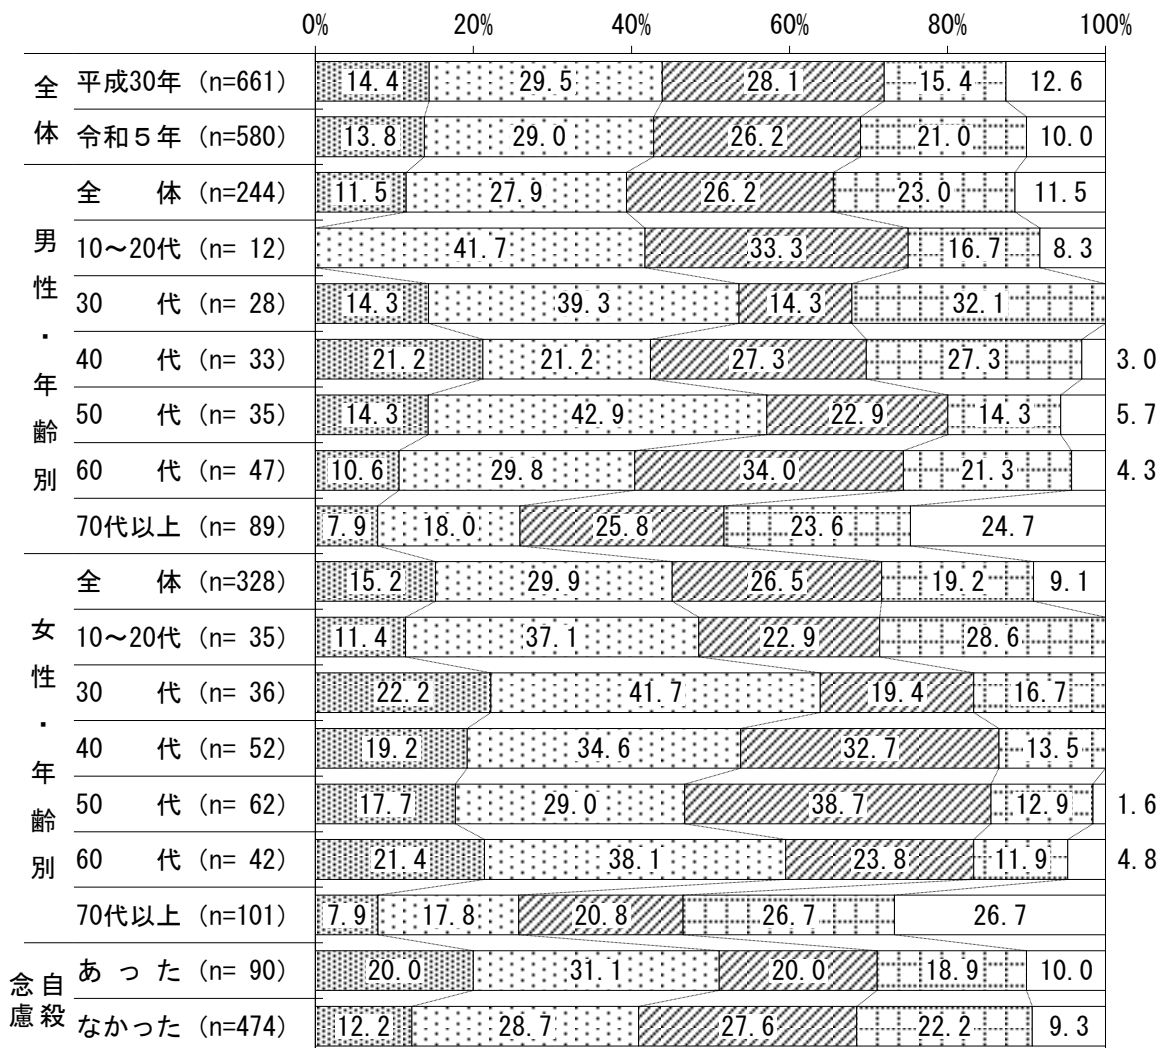 0% 20% 40% 60% 80% 100%
全体
平成30年 (n=661) 14.4 29.5 28.1 15.4 12.6
令和５年 (n=580) 13.8 29.0 26.2 21.0 10.0
男性・年齢別
全 体 (n=244) 11.5 27.9 26.2 23.0 11.5
10～20代 (n= 12) 41.7 33.3 16.7 8.3
30 代 (n= 28) 14.3 39.3 14.3 32.1
40 代 (n= 33) 21.2 21.2 27.3 27.3 3.0
50 代 (n= 35) 14.3 42.9 22.9 14.3 5.7
60 代 (n= 47) 10.6 29.8 34.0 21.3 4.3
70代以上 (n= 89) 7.9 18.0 25.8 23.6 24.7
女性・年齢別
全 体 (n=328) 15.2 29.9 26.5 19.2 9.1
10～20代 (n= 35) 11.4 37.1 22.9 28.6
30 代 (n= 36) 22.2 41.7 19.4 16.7
40 代 (n= 52) 19.2 34.6 32.7 13.5
50 代 (n= 62) 17.7 29.0 38.7 12.9 1.6
60 代 (n= 42) 21.4 38.1 23.8 11.9 4.8
70代以上 (n=101) 7.9 17.8 20.8 26.7 26.7
自殺念慮
あった (n= 90) 20.0 31.1 20.0 18.9 10.0
なかった (n=474) 12.2 28.7 27.6 22.2 9.3